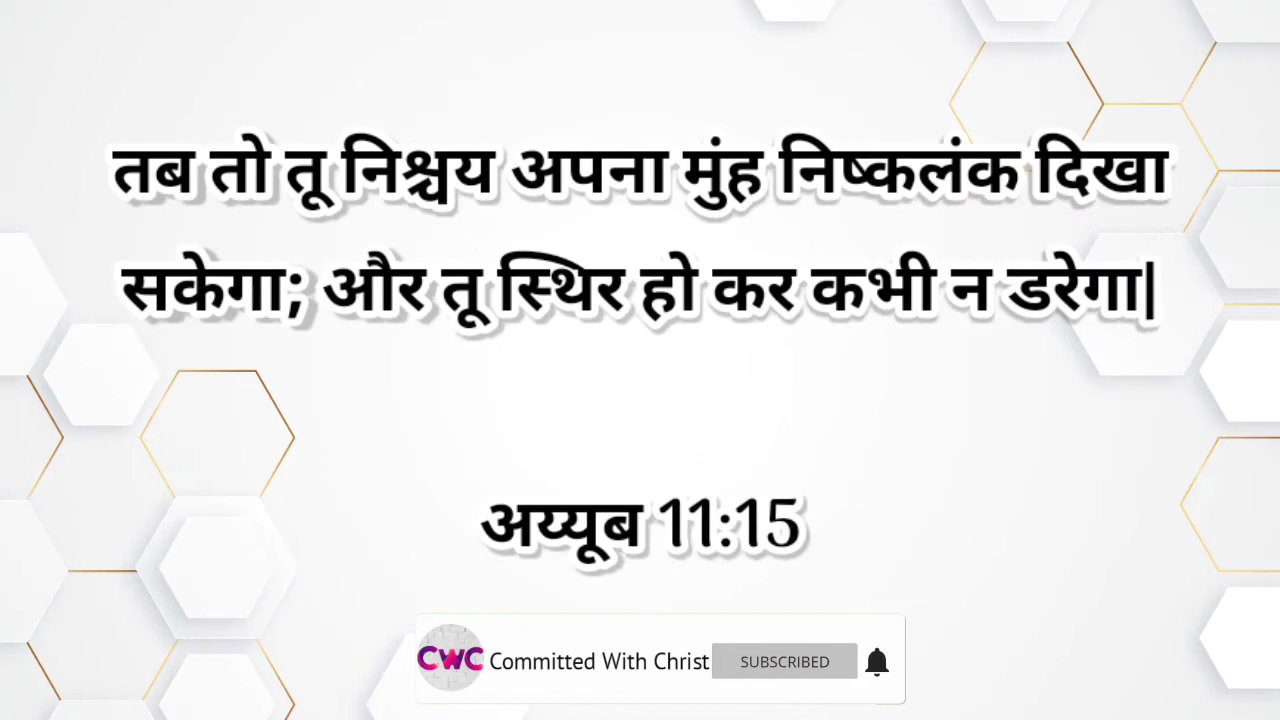 तब तो तू निश्चय अपना मुंह निष्कलंक दिखा
सकेगा; और तू स्थिर हो कर कभी न डरेगा|
अय्यूब 11:15
CWC Committed With Christ SUBSCRIBED